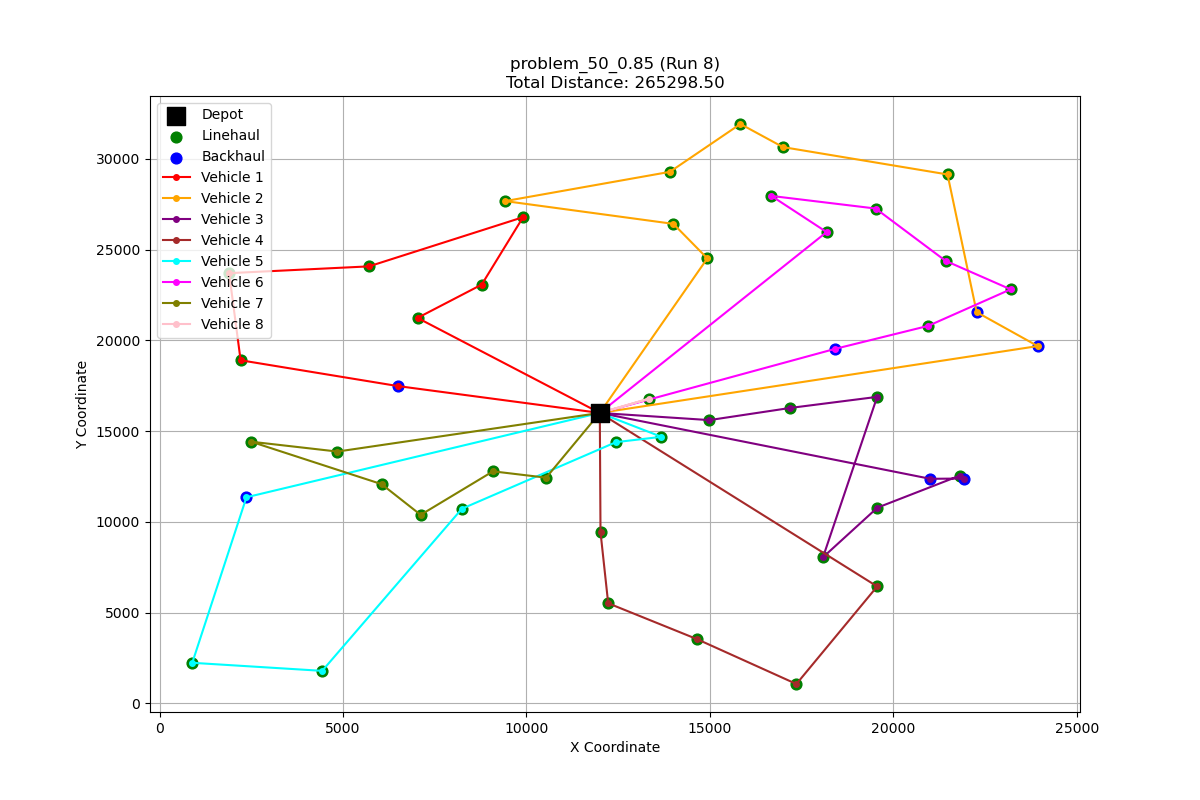 problem_50_0.85 (Run 8)
Total Distance: 265298.50
Depot
Linehaul
Backhaul
Vehicle 1
Vehicle 2
Vehicle 3
Vehicle 4
Vehicle 5
Vehicle 6
Vehicle 7
Vehicle 8
30000
25000
20000
15000
10000
5000
0
Y Coordinate
0 5000 10000 15000 20000 25000
X Coordinate